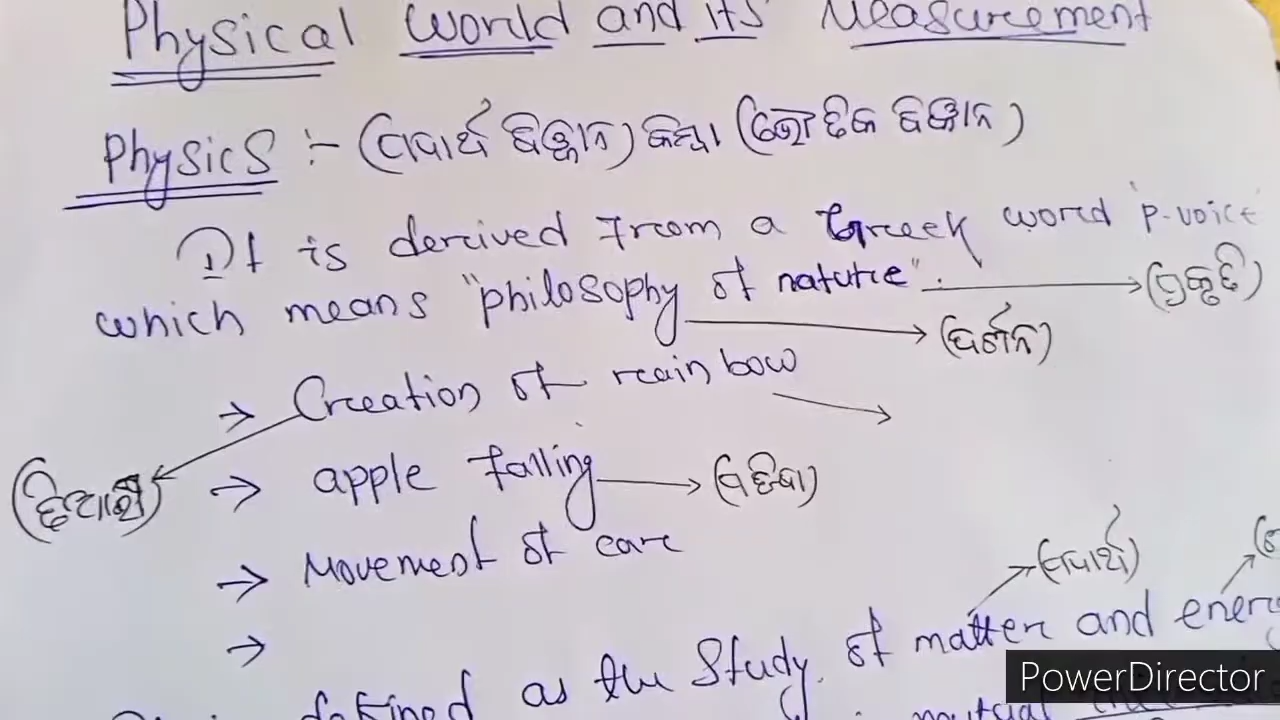 Physical World and its Measurement
Physics :- (ପଦାର୍ଥ ବିଜ୍ଞାନ) କିମ୍ବା (ଭୌତିକ ବିଜ୍ଞାନ)
It is derived from a Greek word 'P-voice
which means "philosophy of nature". (ପ୍ରକୃତି)
(ଦର୍ଶନ)
→ Creation of rainbow
→ apple falling → (ପଡିବା)
→ Movement of care
→
(ପଦାର୍ଥ)
defined as the Study of matter and ener
mutual
PowerDirector